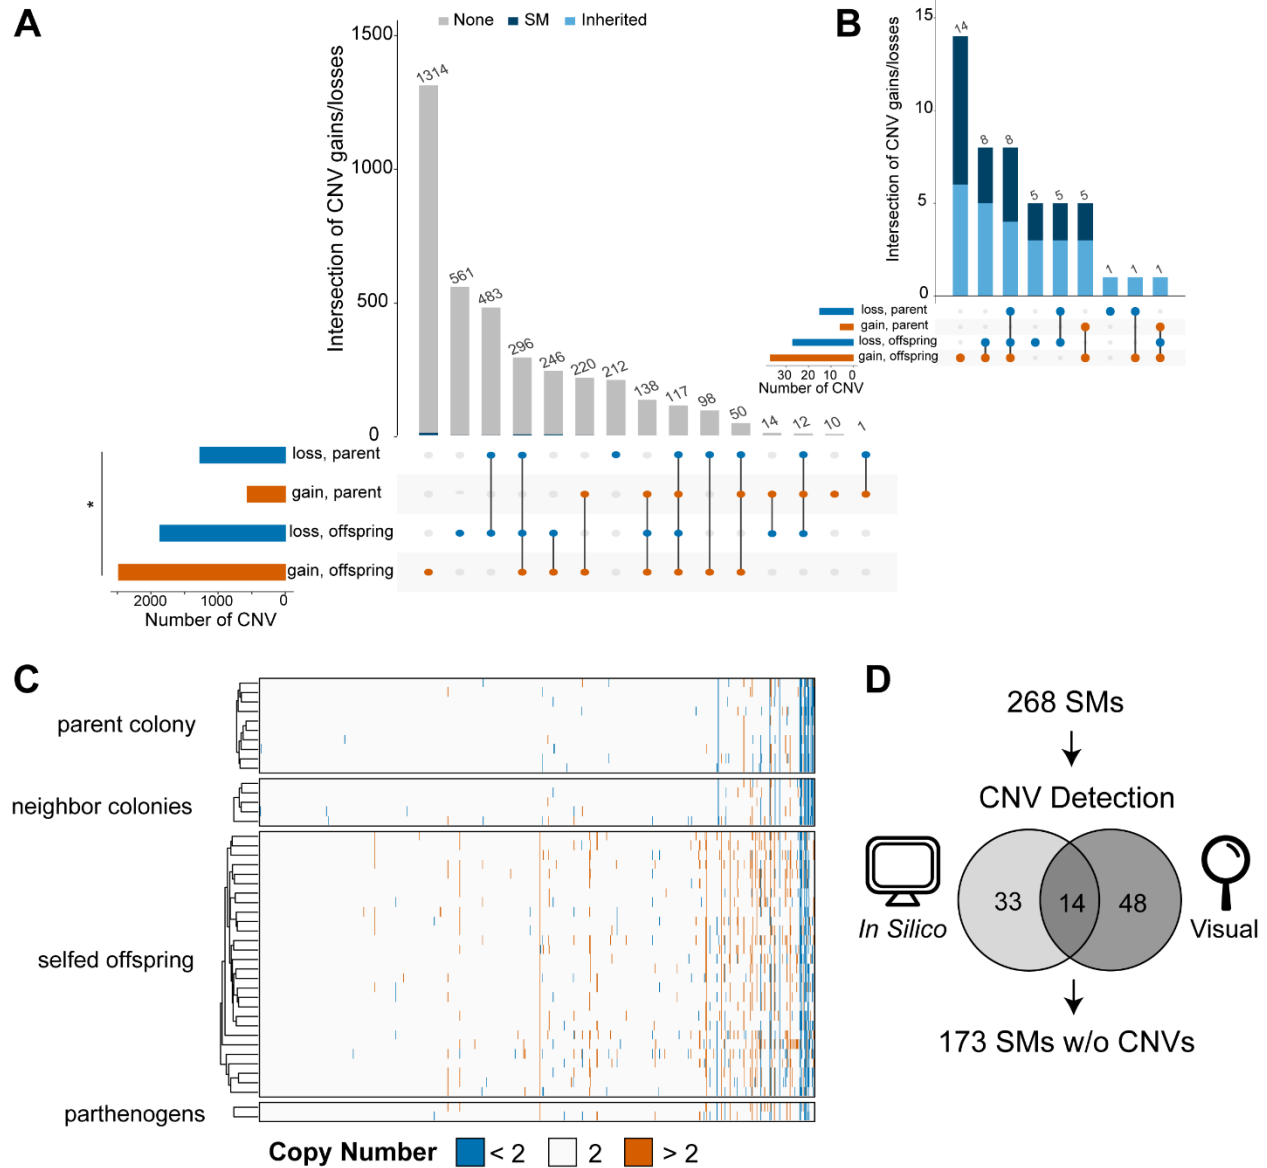 A
None SM Inherited
Intersection of CNV gains/losses
1500
1000
500
0
1314
561
483
296
246
220
212
138
117
98
50
14
12
10
1
loss, parent
gain, parent
loss, offspring
gain, offspring
*
2000 1000 0
Number of CNV
B
Intersection of CNV gains/losses
15
10
5
0
14
8
8
5
5
5
1
1
1
loss, parent
gain, parent
loss, offspring
gain, offspring
30 20 10 0
Number of CNV
C
parent colony
neighbor colonies
selfed offspring
parthenogens
Copy Number < 2 2 > 2
D
268 SMs
CNV Detection
33 14 48
In Silico
Visual
173 SMs w/o CNVs